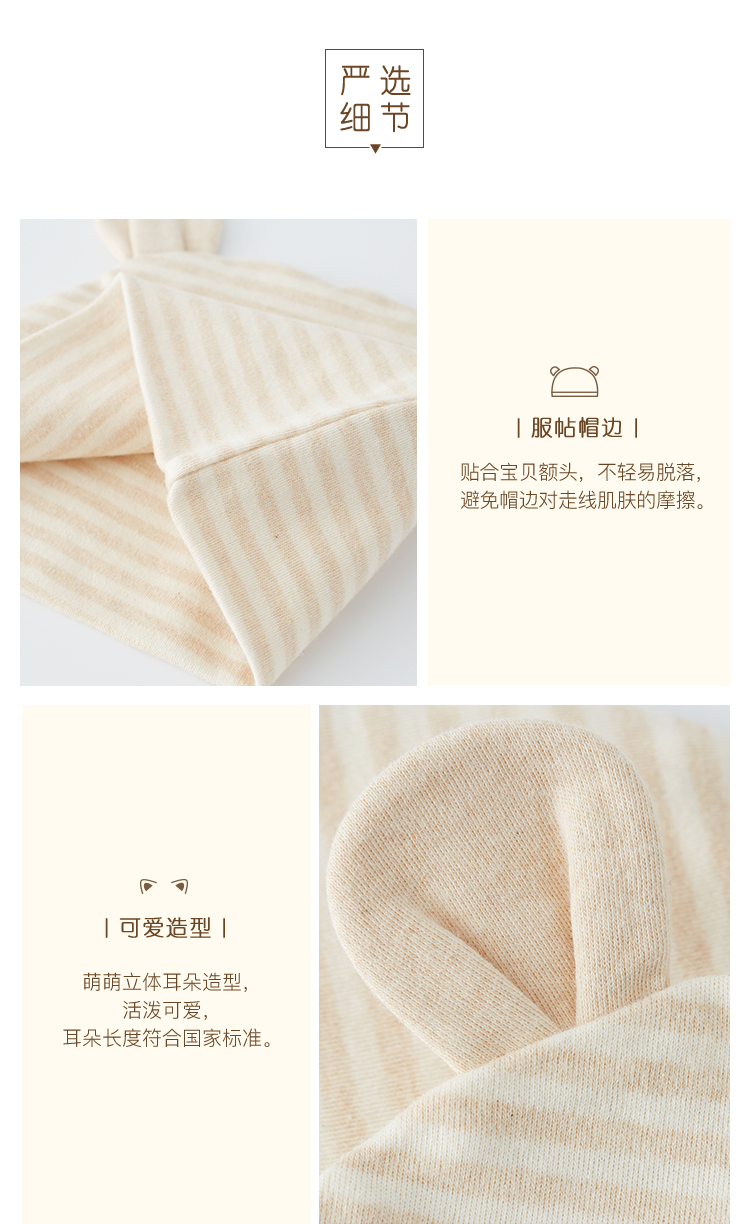 严选
细节
服帖帽边
贴合宝贝额头，不轻易脱落，
避免帽边对走线肌肤的摩擦。
可爱造型
萌萌立体耳朵造型，
活泼可爱，
耳朵长度符合国家标准。